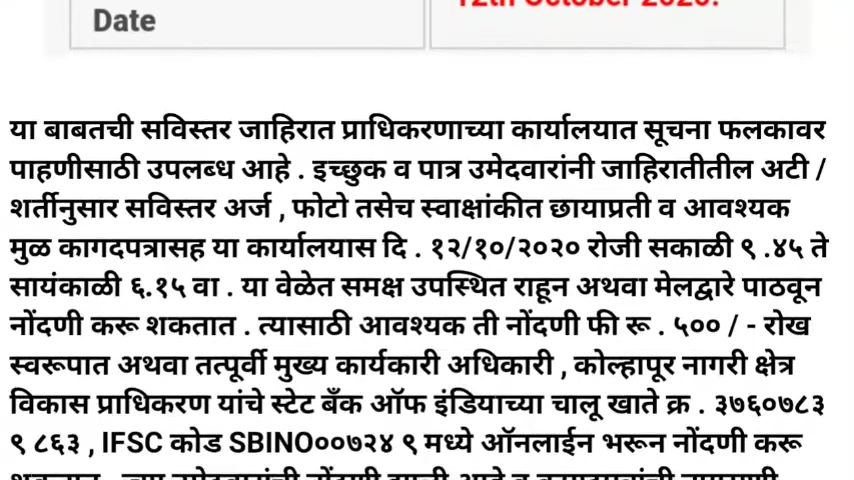 Date
12th October 2020.
या बाबतची सविस्तर जाहिरात प्राधिकरणाच्या कार्यालयात सूचना फलकावर
पाहणीसाठी उपलब्ध आहे . इच्छुक व पात्र उमेदवारांनी जाहिरातीतील अटी /
शर्तीनुसार सविस्तर अर्ज , फोटो तसेच स्वाक्षांकीत छायाप्रती व आवश्यक
मुळ कागदपत्रासह या कार्यालयास दि . १२/१०/२०२० रोजी सकाळी ९ .४५ ते
सायंकाळी ६.१५ वा . या वेळेत समक्ष उपस्थित राहून अथवा मेलद्वारे पाठवून
नोंदणी करू शकतात . त्यासाठी आवश्यक ती नोंदणी फी रू . ५०० / - रोख
स्वरूपात अथवा तत्पूर्वी मुख्य कार्यकारी अधिकारी , कोल्हापूर नागरी क्षेत्र
विकास प्राधिकरण यांचे स्टेट बँक ऑफ इंडियाच्या चालू खाते क्र . ३७६०७८३
९ ८६३ , IFSC कोड SBINO००७२४ ९ मध्ये ऑनलाईन भरून नोंदणी करू